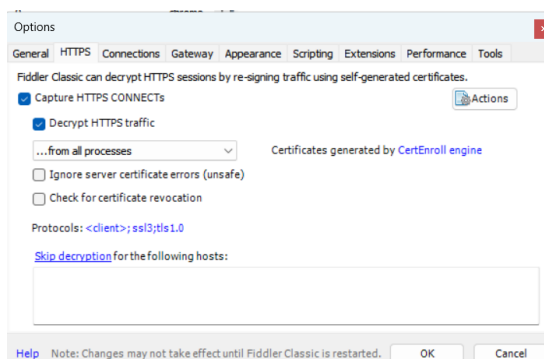 Options
General HTTPS Connections Gateway Appearance Scripting Extensions Performance Tools
Fiddler Classic can decrypt HTTPS sessions by re-signing traffic using self-generated certificates.
Capture HTTPS CONNECTs Actions
Decrypt HTTPS traffic
...from all processes Certificates generated by CertEnroll engine
Ignore server certificate errors (unsafe)
Check for certificate revocation
Protocols: <client>; ssl3;tls1.0
Skip decryption for the following hosts:
Help Note: Changes may not take effect until Fiddler Classic is restarted. OK Cancel